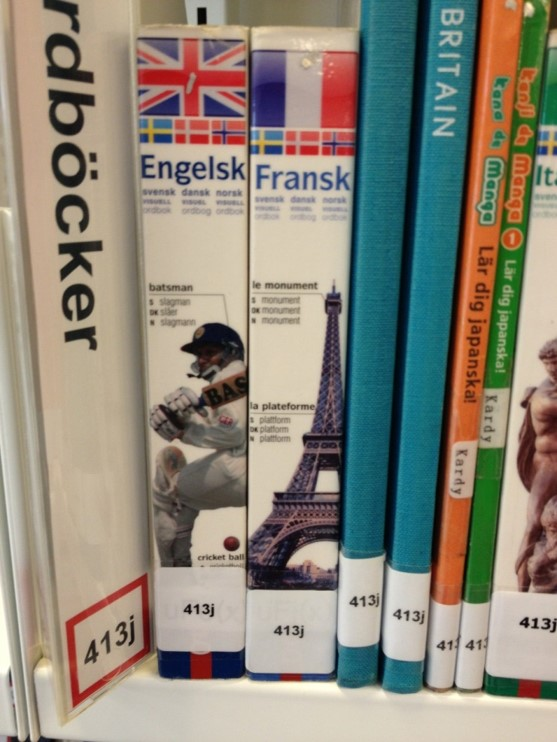 rdböcker
413j
Engelsk
svensk dansk norsk
VISUELL VISUEL VISUELL
ordbok ordbog ordbok
batsman
S slagman
DK slåer
N slagmann
BAS
cricket ball
413j
Fransk
svensk dansk norsk
VISUELL VISUEL VISUELL
ordbok ordbog ordbok
le monument
S monument
DK monument
N monument
la plateforme
S plattform
DK platform
N plattform
413j
413j
BRITAIN
413j
Kana de Manga
Lär dig japanska!
Kardy
41
Kanji de Manga 1
Lär dig japanska!
Kardy
41
Ita
413j